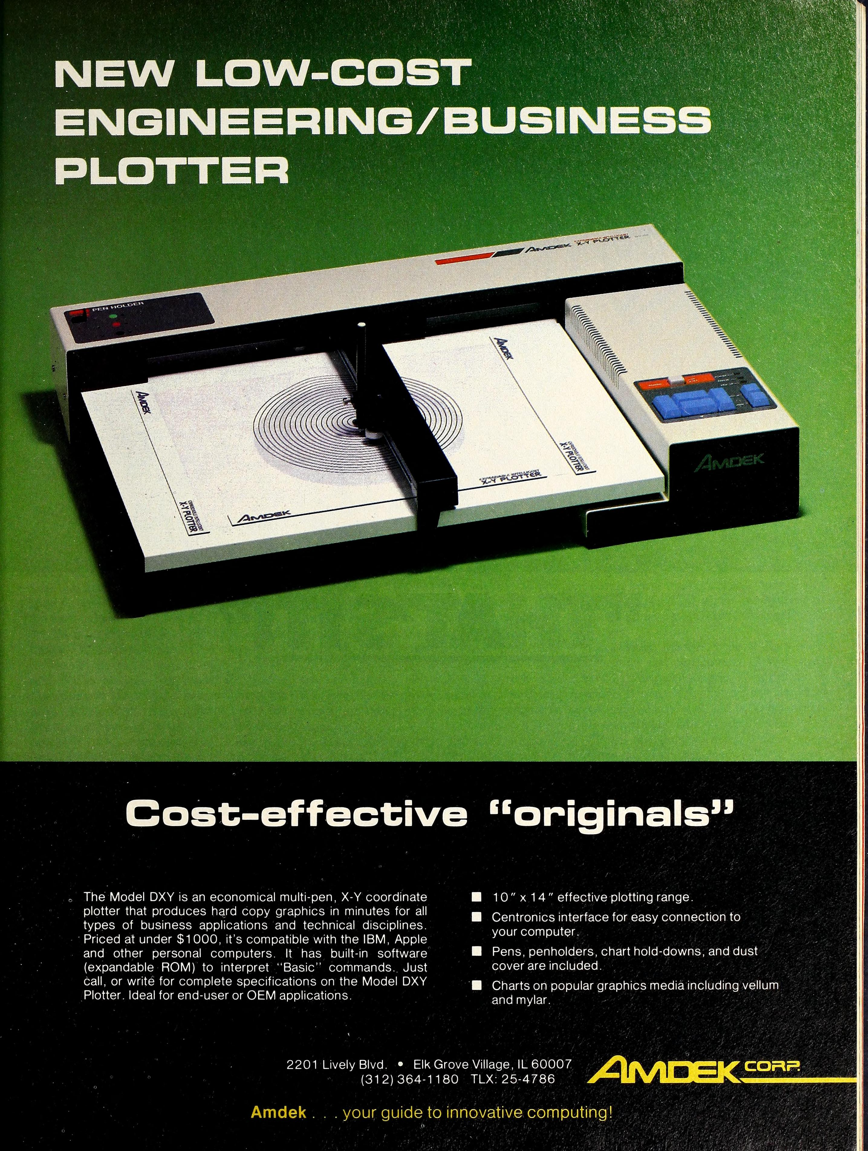 NEW LOW-COST
ENGINEERING/BUSINESS
PLOTTER
AMDEK
X-Y PLOTTER
PEN HOLDER
AMDEK
AMDEK
X-Y PLOTTER
X-Y PLOTTER
X-Y PLOTTER
AMDEK
AMDEK
Cost-effective “originals”
The Model DXY is an economical multi-pen, X-Y coordinate
plotter that produces hard copy graphics in minutes for all
types of business applications and technical disciplines.
Priced at under $1000, it's compatible with the IBM, Apple
and other personal computers. It has built-in software
(expandable ROM) to interpret "Basic" commands. Just
call, or write for complete specifications on the Model DXY
Plotter. Ideal for end-user or OEM applications.
■ 10" x 14" effective plotting range.
■ Centronics interface for easy connection to
your computer.
■ Pens, penholders, chart hold-downs, and dust
cover are included.
■ Charts on popular graphics media including vellum
and mylar.
2201 Lively Blvd. • Elk Grove Village, IL 60007
(312) 364-1180 TLX: 25-4786
AMDEK CORP.
Amdek . . . your guide to innovative computing!